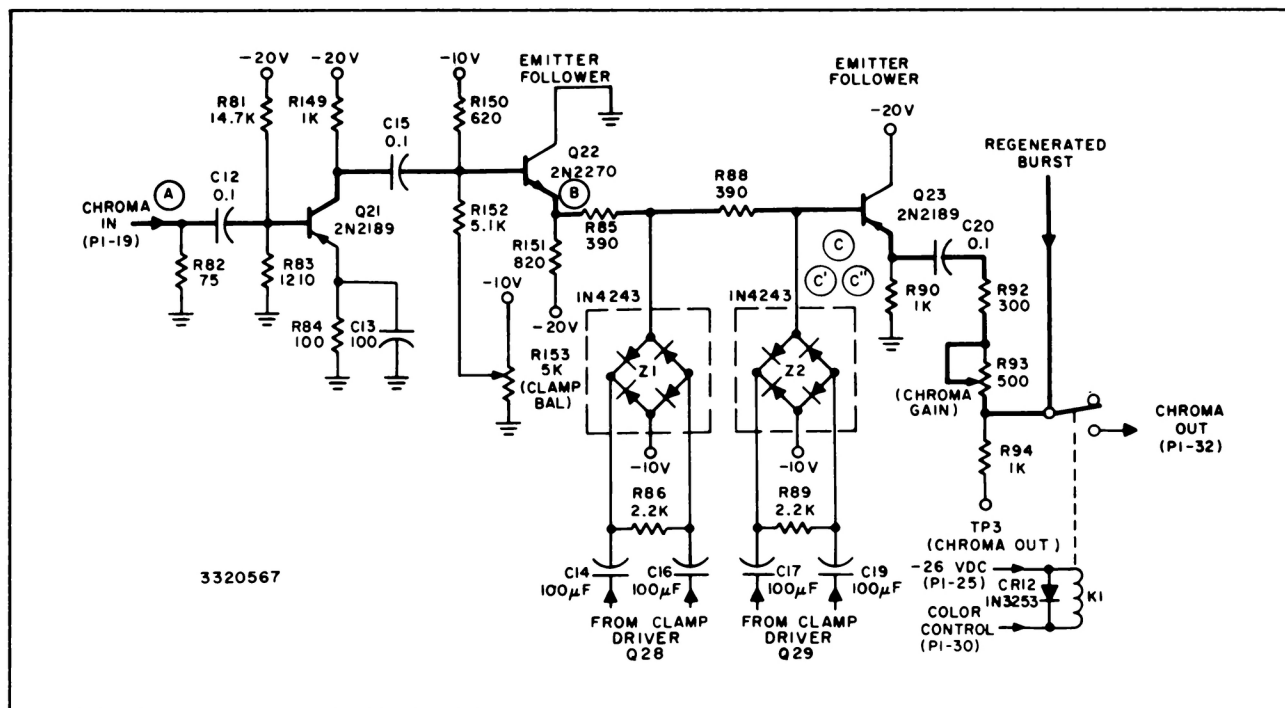 -20V
R81
14.7K
-20V
R149
1K
C15
0.1
-10V
R150
620
EMITTER
FOLLOWER
Q22
2N2270
B
R152
5.1K
R151
820
-20V
R85
390
R88
390
EMITTER
FOLLOWER
-20V
Q23
2N2189
C
C'
C"
C20
0.1
REGENERATED
BURST
A
CHROMA
IN
(P1-19)
C12
0.1
R82
75
R83
1210
Q21
2N2189
R84
100
C13
100
-10V
R153
5K
(CLAMP
BAL)
IN4243
Z1
-10V
IN4243
Z2
-10V
R90
1K
R92
300
R93
500
(CHROMA
GAIN)
CHROMA
OUT
(P1-32)
R94
1K
TP3
(CHROMA OUT)
R86
2.2K
R89
2.2K
C14
100µF
C16
100µF
C17
100µF
C19
100µF
FROM CLAMP
DRIVER
Q28
FROM CLAMP
DRIVER
Q29
-26 VDC
(P1-25)
CR12
IN3253
K1
COLOR
CONTROL
(P1-30)
3320567